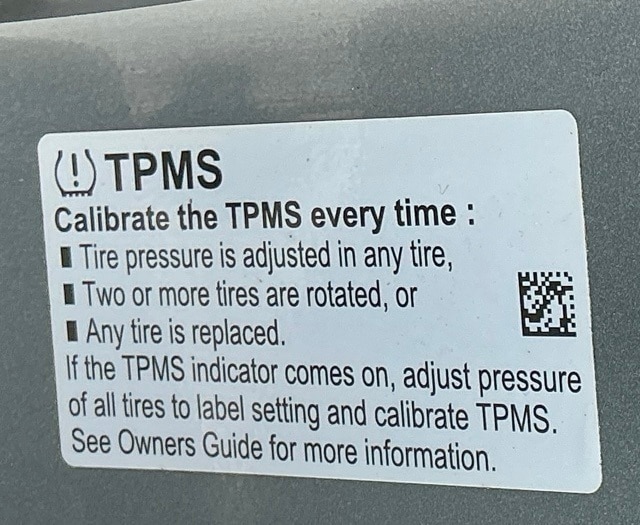 TPMS
Calibrate the TPMS every time :
■ Tire pressure is adjusted in any tire,
■ Two or more tires are rotated, or
■ Any tire is replaced.
If the TPMS indicator comes on, adjust pressure
of all tires to label setting and calibrate TPMS.
See Owners Guide for more information.